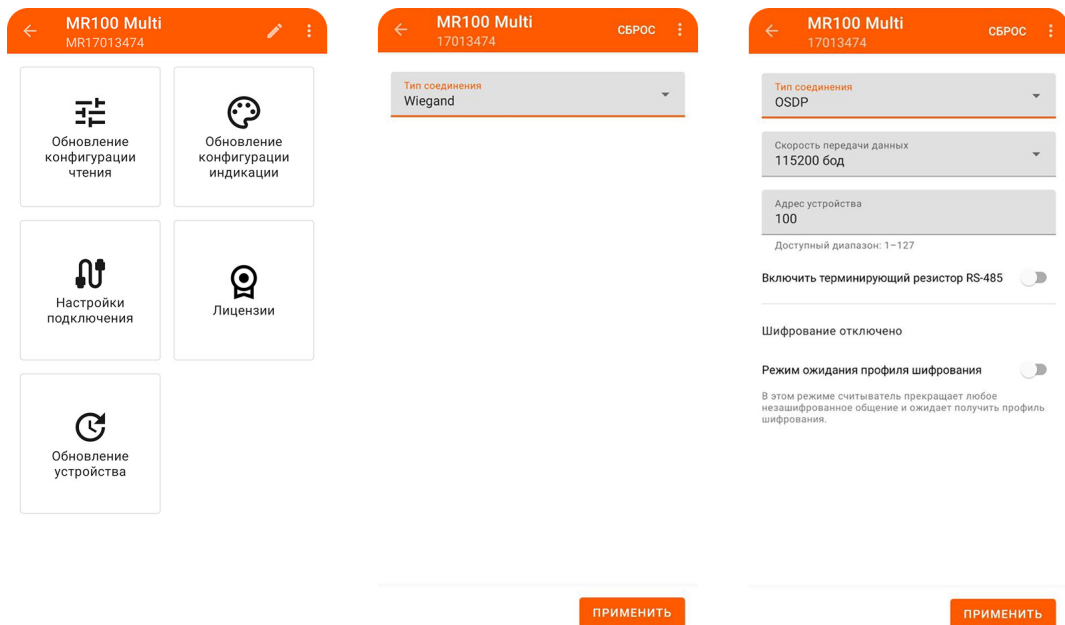 MR100 Multi
MR17013474
Обновление
конфигурации
чтения
Обновление
конфигурации
индикации
Настройки
подключения
Лицензии
Обновление
устройства
MR100 Multi
17013474
СБРОС
Тип соединения
Wiegand
ПРИМЕНИТЬ
MR100 Multi
17013474
СБРОС
Тип соединения
OSDP
Скорость передачи данных
115200 бод
Адрес устройства
100
Доступный диапазон: 1–127
Включить терминирующий резистор RS-485
Шифрование отключено
Режим ожидания профиля шифрования
В этом режиме считыватель прекращает любое
незашифрованное общение и ожидает получить профиль
шифрования.
ПРИМЕНИТЬ